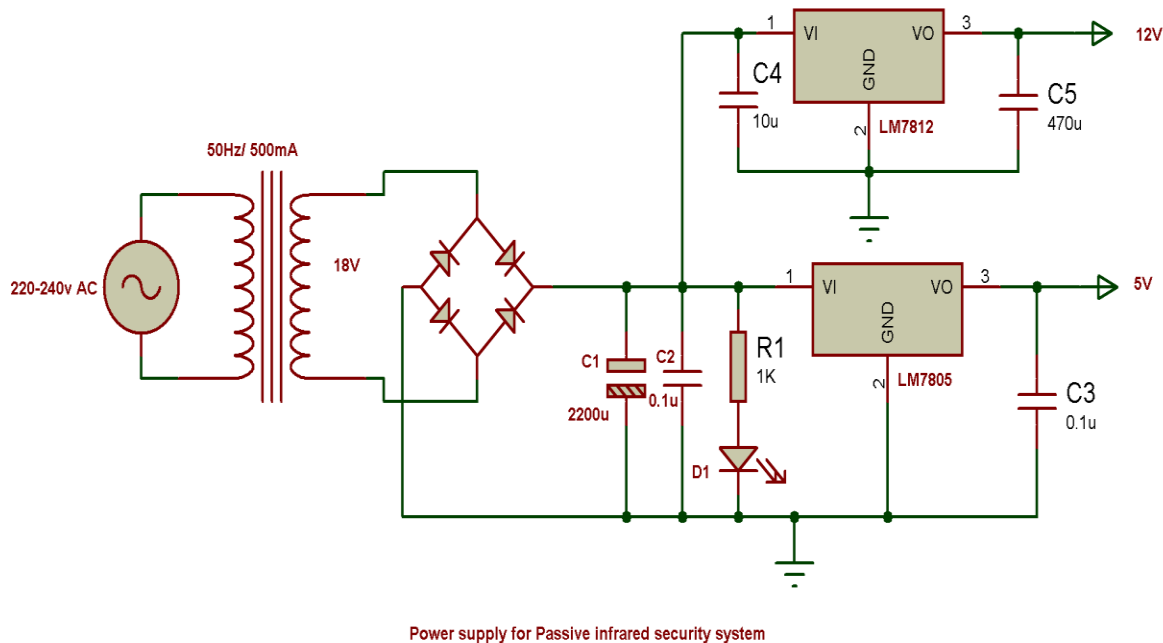 1
VI
VO
3
12V
GND
C4
10u
2
LM7812
C5
470u
50Hz/ 500mA
18V
220-240v AC
1
VI
VO
3
5V
GND
C1
2200u
C2
0.1u
R1
1K
2
LM7805
C3
0.1u
D1
Power supply for Passive infrared security system